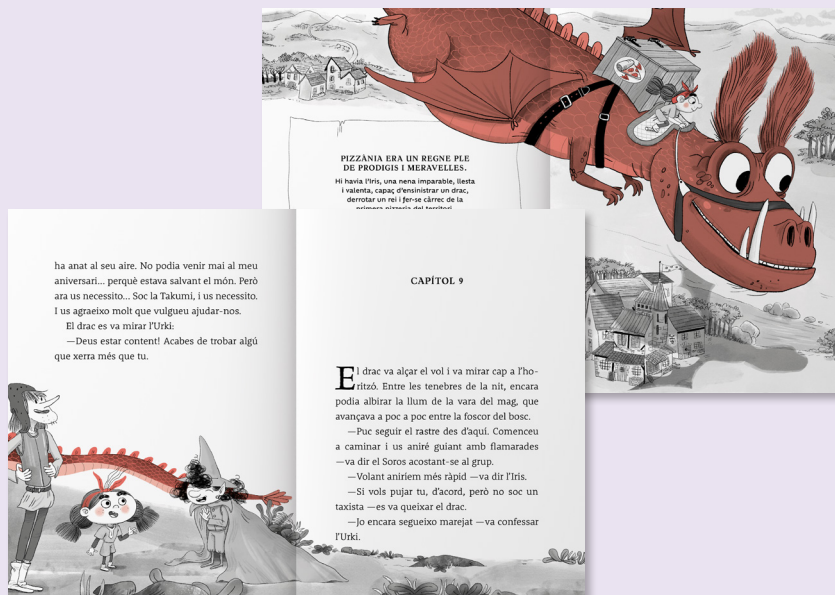 PIZZÀNIA ERA UN REGNE PLE
DE PRODIGIS I MERAVELLES.
Hi havia l'Iris, una nena imparable, llesta
i valenta, capaç d'ensinistrar un drac,
derrotar un rei i fer-se càrrec de la
primera pizzeria del territori.
ha anat al seu aire. No podia venir mai al meu
aniversari... perquè estava salvant el món. Però
ara us necessito... Soc la Takumi, i us necessito.
I us agraeixo molt que vulgueu ajudar-nos.
El drac es va mirar l'Urki:
—Deus estar content! Acabes de trobar algú
que xerra més que tu.
CAPÍTOL 9
El drac va alçar el vol i va mirar cap a l'ho-
ritzó. Entre les tenebres de la nit, encara
podia albirar la llum de la vara del mag, que
avançava a poc a poc entre la foscor del bosc.
—Puc seguir el rastre des d'aquí. Comenceu
a caminar i us aniré guiant amb flamarades
—va dir el Soros acostant-se al grup.
—Volant aniríem més ràpid —va dir l'Iris.
—Si vols pujar tu, d'acord, però no soc un
taxista —es va queixar el drac.
—Jo encara segueixo marejat —va confessar
l'Urki.